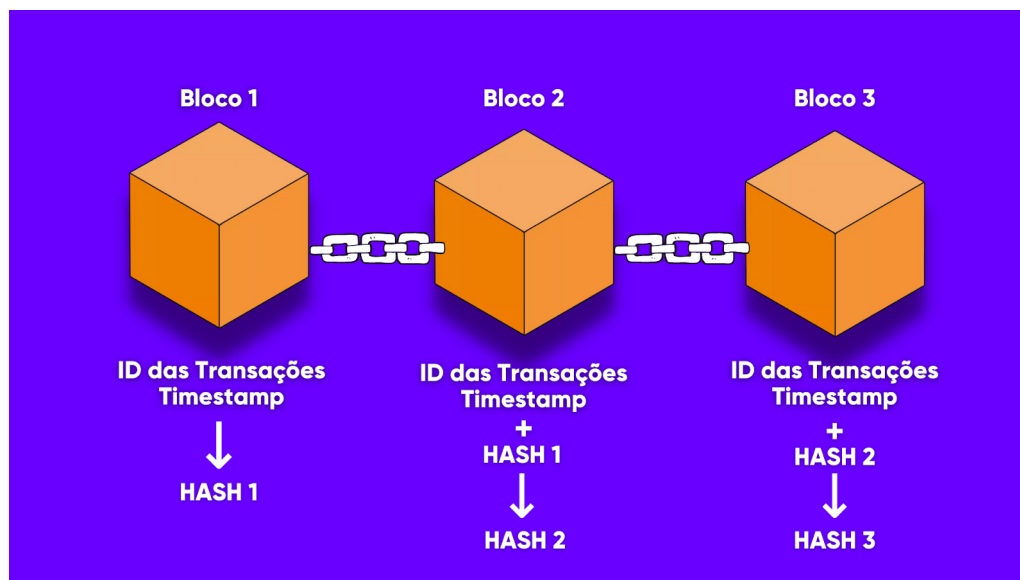 Bloco 1
Bloco 2
Bloco 3
ID das Transações
Timestamp
HASH 1
ID das Transações
Timestamp
+
HASH 1
HASH 2
ID das Transações
Timestamp
+
HASH 2
HASH 3